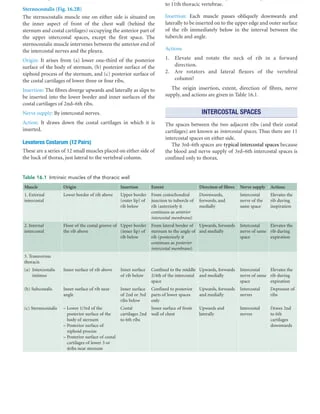 Sternocostalis (Fig. 16.2B)
The sternocostalis muscle one on either side is situated on
the inner aspect of front of the chest wall (behind the
sternum and costal cartilages) occupying the anterior part of
the upper intercostal spaces, except the first space. The
sternocostalis muscle intervenes between the anterior end of
the intercostal nerves and the pleura.
Origin: It arises from (a) lower one-third of the posterior
surface of the body of sternum, (b) posterior surface of the
xiphoid process of the sternum, and (c) posterior surface of
the costal cartilages of lower three or four ribs.
Insertion: The fibres diverge upwards and laterally as slips to
be inserted into the lower border and inner surfaces of the
costal cartilages of 2nd–6th ribs.
Nerve supply: By intercostal nerves.
Action: It draws down the costal cartilages in which it is
inserted.
Levatores Costarum (12 Pairs)
These are a series of 12 small muscles placed on either side of
the back of thorax, just lateral to the vertebral column.
to 11th thoracic vertebrae.
Insertion: Each muscle passes obliquely downwards and
laterally to be inserted on to the upper edge and outer surface
of the rib immediately below in the interval between the
tubercle and angle.
Actions
1. Elevate and rotate the neck of rib in a forward
direction.
2. Are rotators and lateral flexors of the vertebral
column!
The origin insertion, extent, direction of fibres, nerve
supply, and actions are given in Table 16.1.
INTERCOSTAL SPACES
The spaces between the two adjacent ribs (and their costal
cartilages) are known as intercostal spaces. Thus there are 11
intercostal spaces on either side.
The 3rd–6th spaces are typical intercostal spaces because
the blood and nerve supply of 3rd–6th intercostal spaces is
confined only to thorax.
Table 16.1 Intrinsic muscles of the thoracic wall
Muscle Origin Insertion Extent Direction of fibres Nerve supply Actions
1. External intercostal Lower border of rib above Upper border (outer lip) of rib below From costochondral junction to tubercle of rib (anteriorly it continues as anterior intercostal membrane) Downwards, forwards, and medially Intercostal nerve of the same space Elevates the rib during inspiration
2. Internal intercostal Floor of the costal groove of the rib above Upper border (inner lip) of rib below From lateral border of sternum to the angle of rib (posteriorly it continues as posterior intercostal membrane) Upwards, forwards and medially Intercostal nerve of same space Elevates the rib during expiration
3. Transversus thoracis
(a) Intercostalis intimus Inner surface of rib above Inner surface of rib below Confined to the middle 2/4th of the intercostal space Upwards, forwards and medially Intercostal nerve of same space Elevates the rib during expiration
(b) Subcostalis Inner surface of rib near angle Inner surface of 2nd or 3rd ribs below Confined to posterior parts of lower spaces only Upwards, forwards and medially Intercostal nerves Depressor of ribs
(c) Sternocostalis – Lower 1/3rd of the posterior surface of the body of sternum – Posterior surface of xiphoid process – Posterior surface of costal cartilages of lower 3 or 4ribs near sternum Costal cartilages 2nd to 6th ribs Inner surface of front wall of chest Upwards and laterally Intercostal nerves Draws 2nd to 6th cartilages downwards